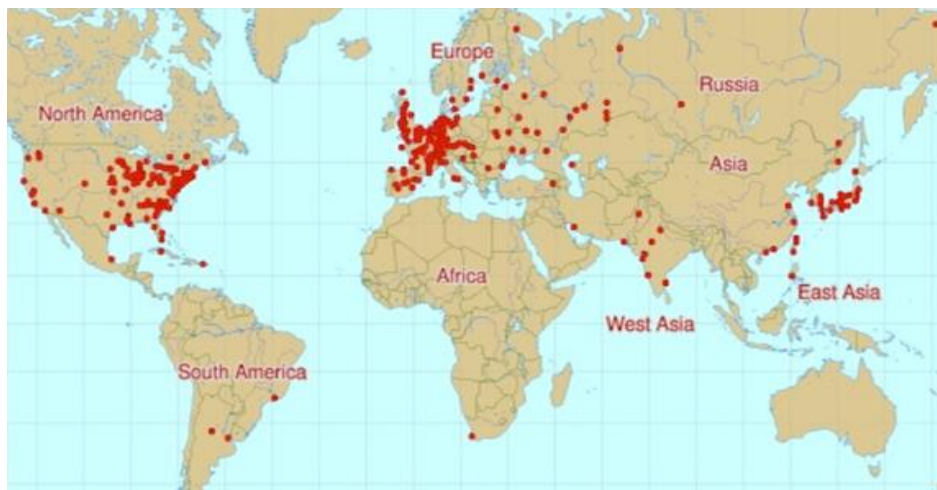 Europe
Russia
North America
Asia
Africa
East Asia
West Asia
South America